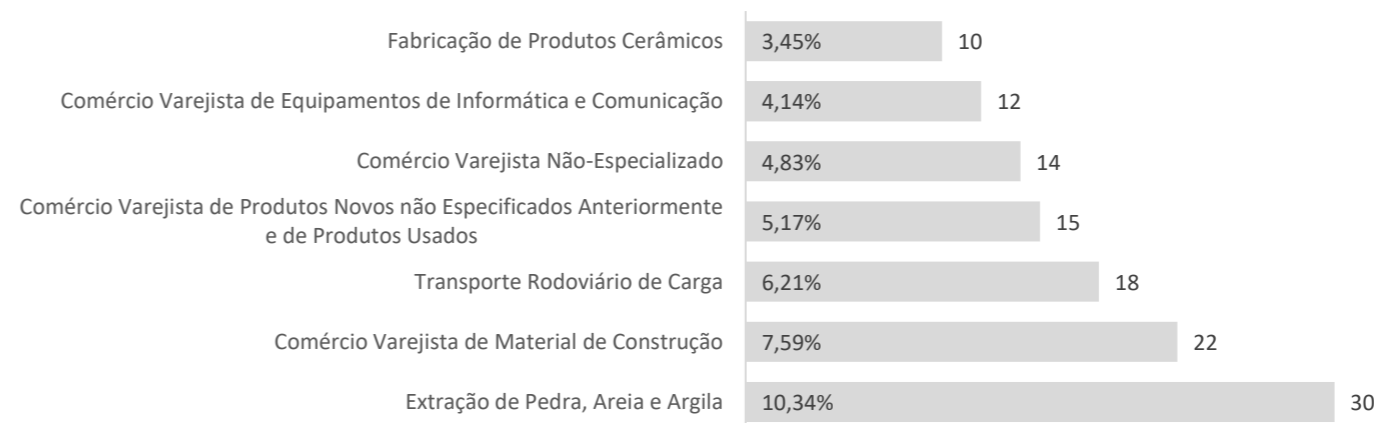 Fabricação de Produtos Cerâmicos 3,45% 10
Comércio Varejista de Equipamentos de Informática e Comunicação 4,14% 12
Comércio Varejista Não-Especializado 4,83% 14
Comércio Varejista de Produtos Novos não Especificados Anteriormente
e de Produtos Usados 5,17% 15
Transporte Rodoviário de Carga 6,21% 18
Comércio Varejista de Material de Construção 7,59% 22
Extração de Pedra, Areia e Argila 10,34% 30